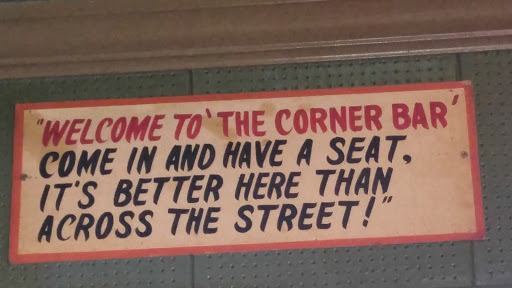 "WELCOME TO 'THE CORNER BAR'
COME IN AND HAVE A SEAT,
IT'S BETTER HERE THAN
ACROSS THE STREET!"